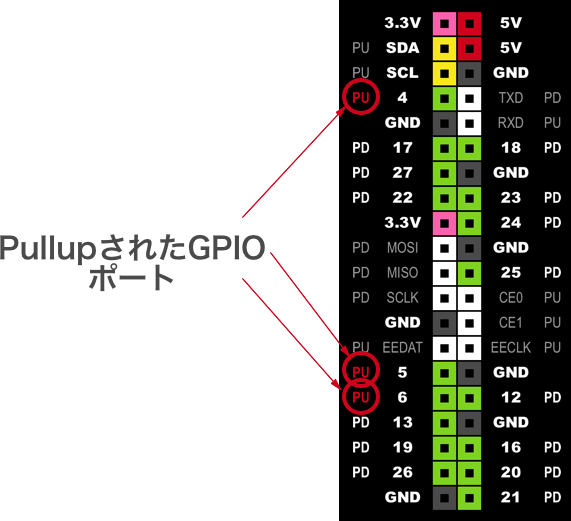 PullupされたGPIO
ポート
3.3V 5V
PU SDA 5V
PU SCL GND
PU 4 TXD PD
GND RXD PU
PD 17 18 PD
PD 27 GND
PD 22 23 PD
3.3V 24 PD
PD MOSI GND
PD MISO 25 PD
PD SCLK CE0 PU
GND CE1 PU
PU EEDAT EECLK PU
PU 5 GND
PU 6 12 PD
PD 13 GND
PD 19 16 PD
PD 26 20 PD
GND 21 PD